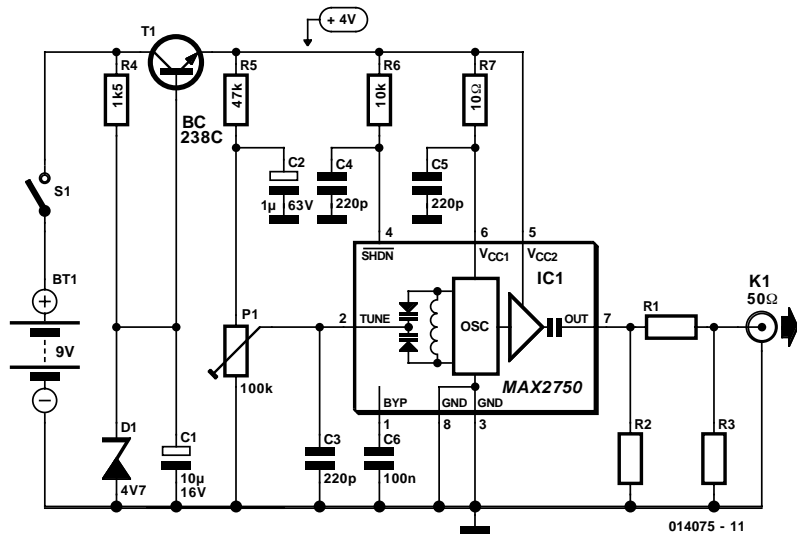 + 4V
T1
R4
1k5
BC
238C
R5
47k
R6
10k
R7
10Ω
C2
1µ 63V
C4
220p
C5
220p
S1
BT1
9V
4
6
5
SHDN
VCC1
VCC2
IC1
K1
50Ω
P1
100k
2
TUNE
OSC
OUT
7
R1
MAX2750
BYP
GND
GND
1
8
3
D1
4V7
C1
10µ
16V
C3
220p
C6
100n
R2
R3
014075 - 11